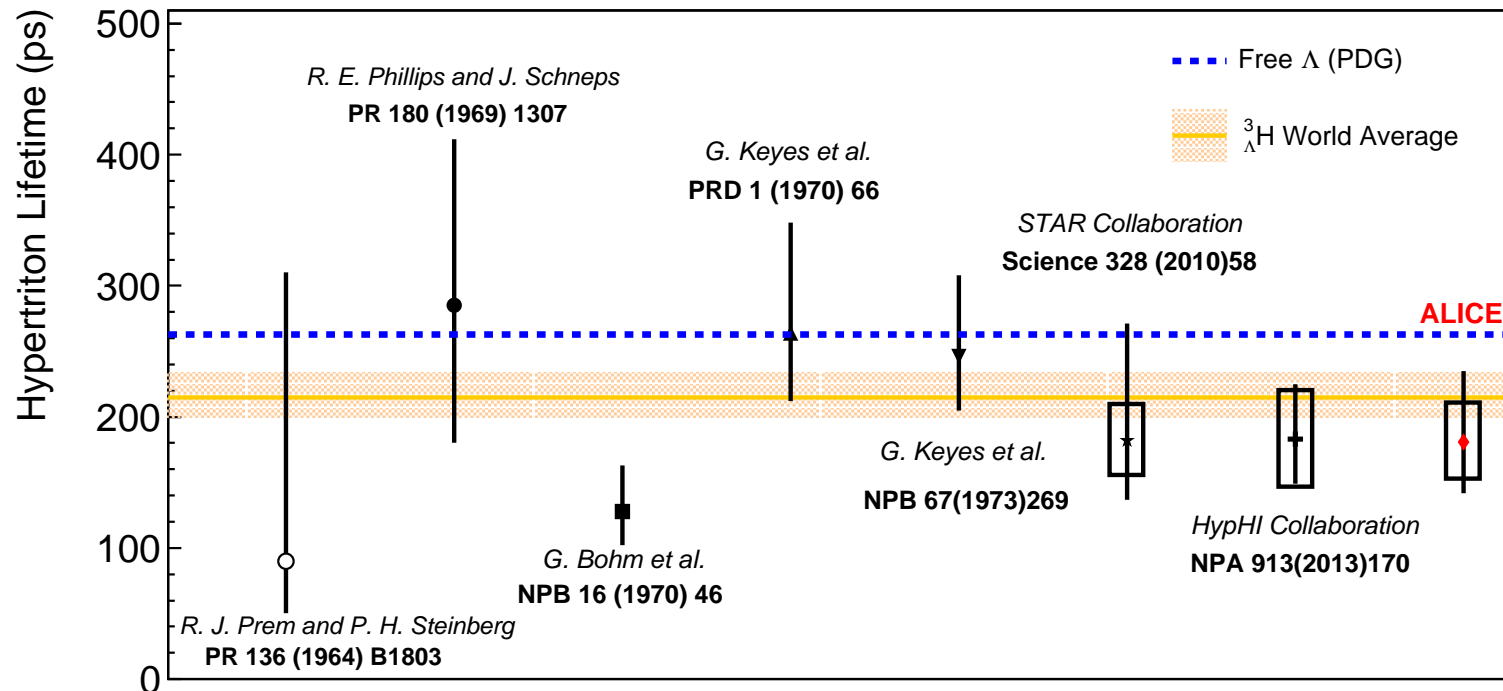 Hypertriton Lifetime (ps)
500
400
300
200
100
0
R. E. Phillips and J. Schneps
PR 180 (1969) 1307
Free Λ (PDG)
³ΛH World Average
G. Keyes et al.
PRD 1 (1970) 66
STAR Collaboration
Science 328 (2010)58
ALICE
G. Keyes et al.
NPB 67(1973)269
HypHI Collaboration
NPA 913(2013)170
G. Bohm et al.
NPB 16 (1970) 46
R. J. Prem and P. H. Steinberg
PR 136 (1964) B1803